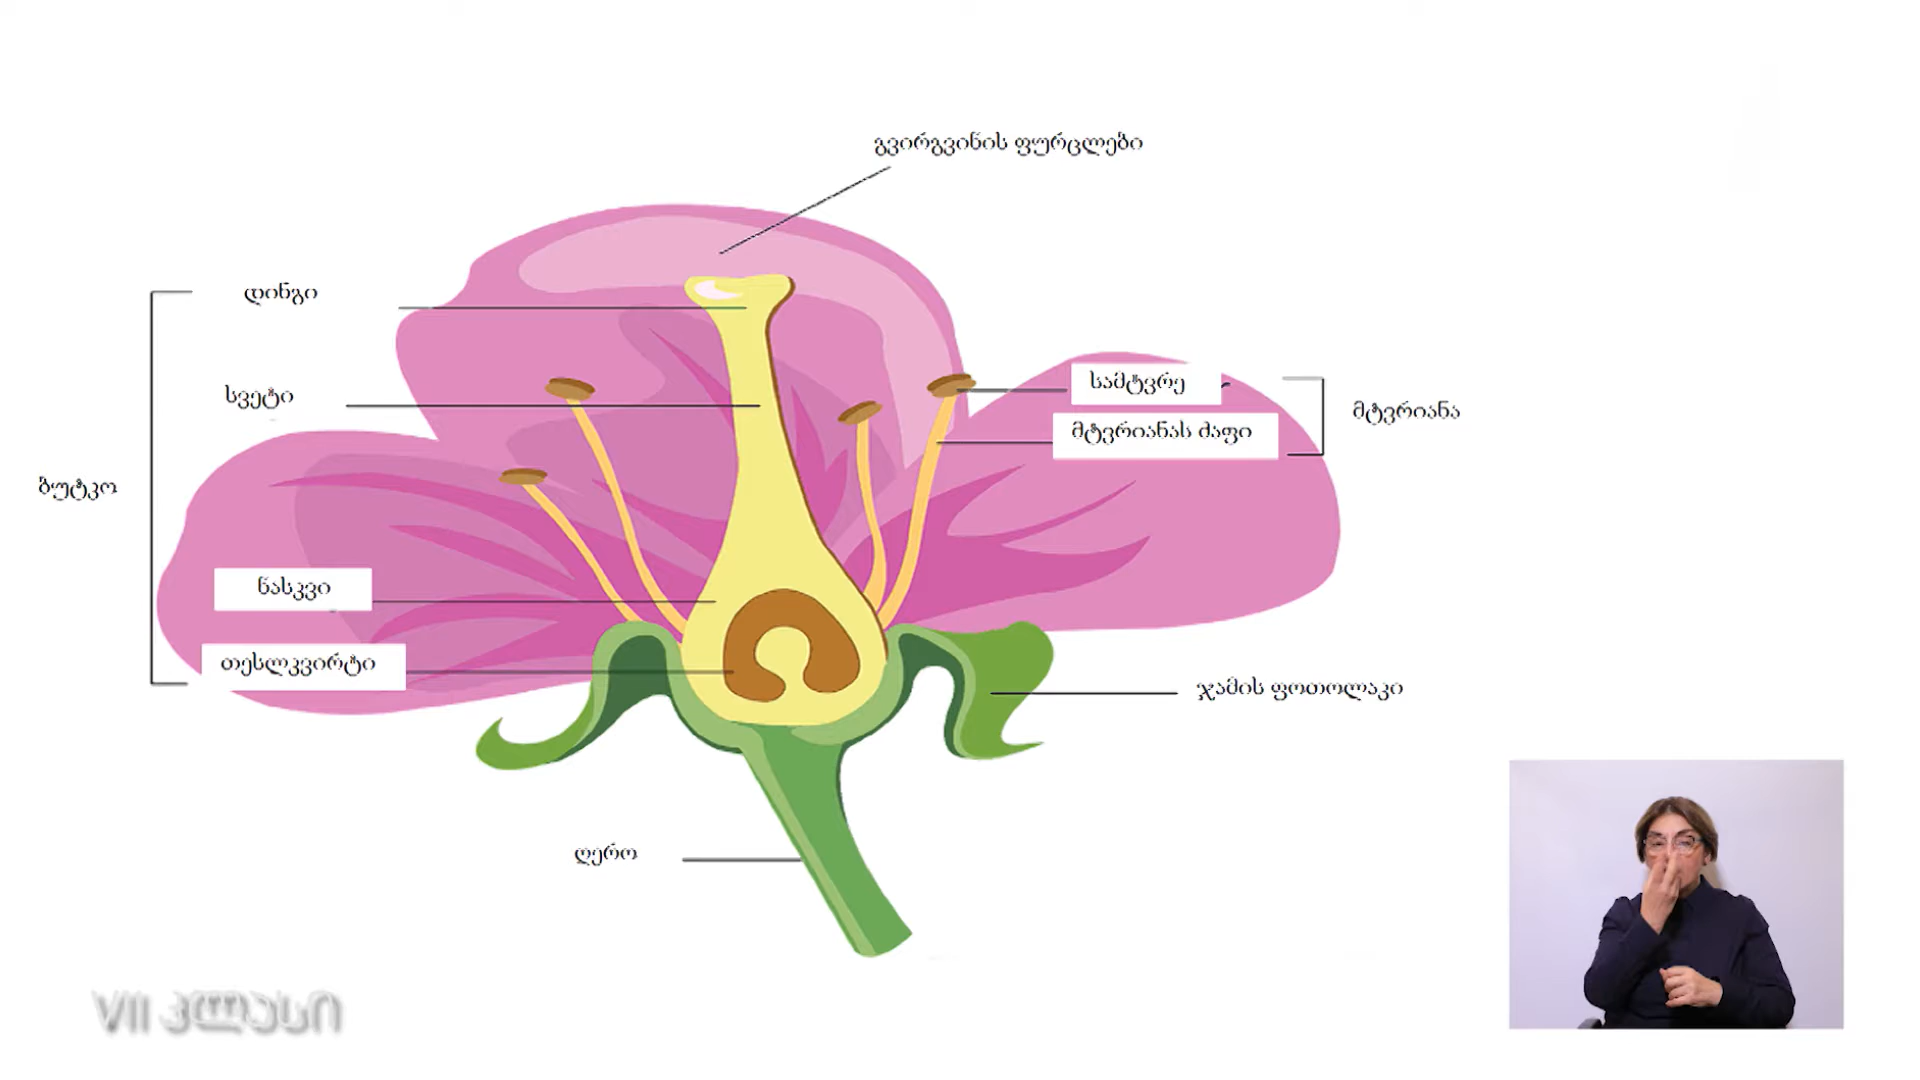 გვირგვინის ფურცლები
დინგი
სვეტი
ბუტკო
ნასკვი
თესლკვირტი
სამტვრე
მტვრიანას ძაფი
მტვრიანა
ჯამის ფოთოლაკი
ღერო
VII კლასი